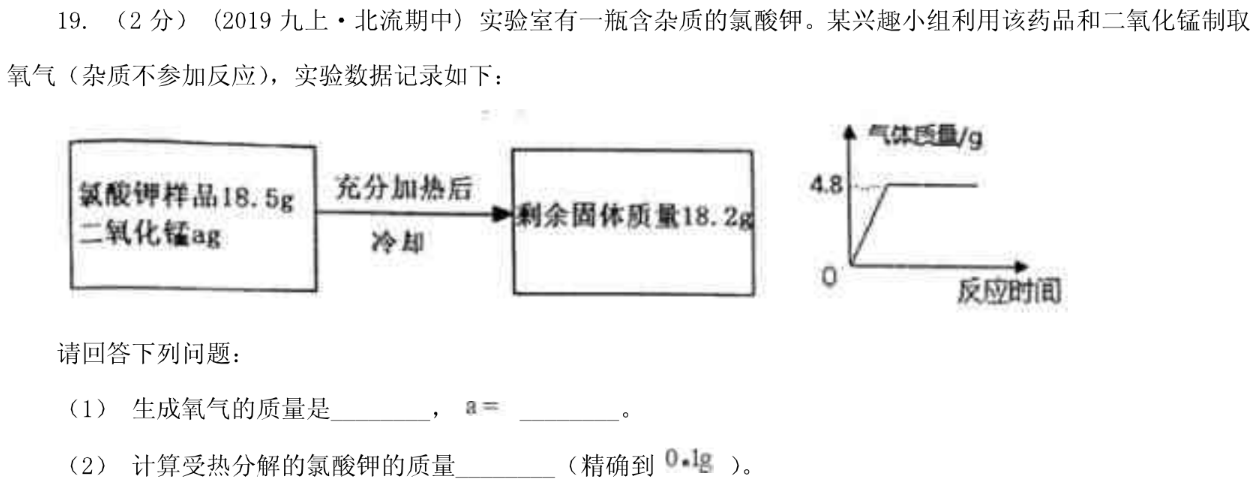 19. （2 分） (2019 九上·北流期中) 实验室有一瓶含杂质的氯酸钾。某兴趣小组利用该药品和二氧化锰制取
氧气（杂质不参加反应），实验数据记录如下：
氯酸钾样品18.5g
二氧化锰ag
充分加热后
冷却
剩余固体质量18.2g
气体质量/g
4.8
0
反应时间
请回答下列问题：
（1） 生成氧气的质量是________， a= ________。
（2） 计算受热分解的氯酸钾的质量________（精确到 0.1g ）。